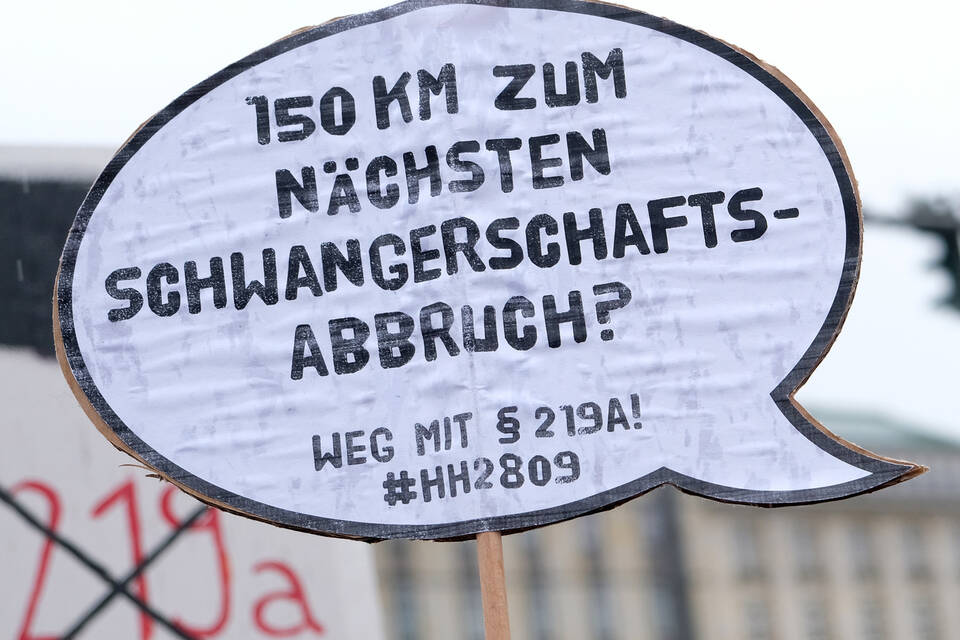 150 KM ZUM
NÄCHSTEN
SCHWANGERSCHAFTS-
ABBRUCH?
WEG MIT § 219A!
#HH2809
219a